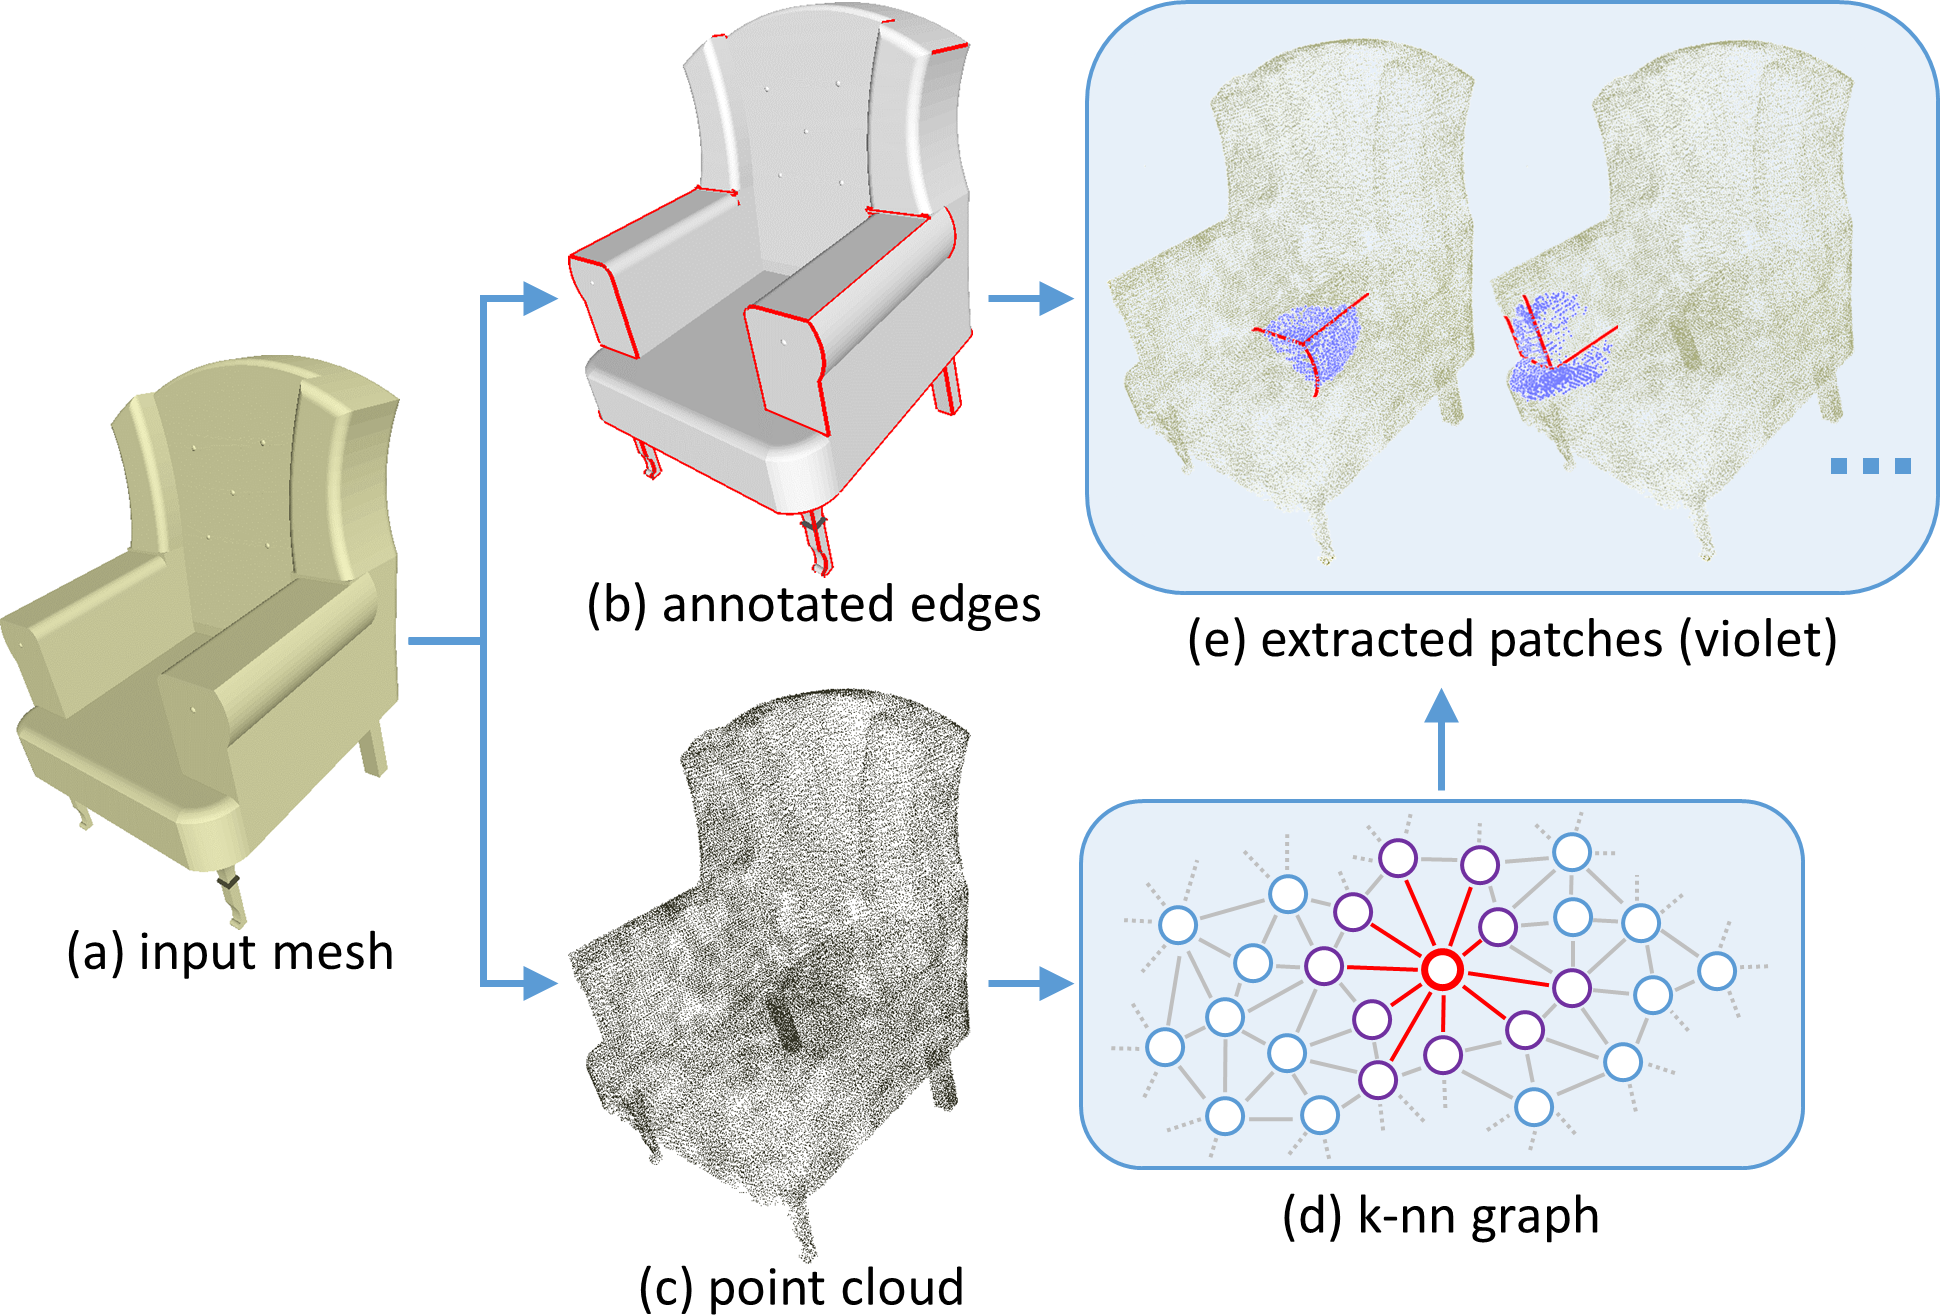 (a) input mesh
(b) annotated edges
(c) point cloud
(d) k-nn graph
(e) extracted patches (violet)